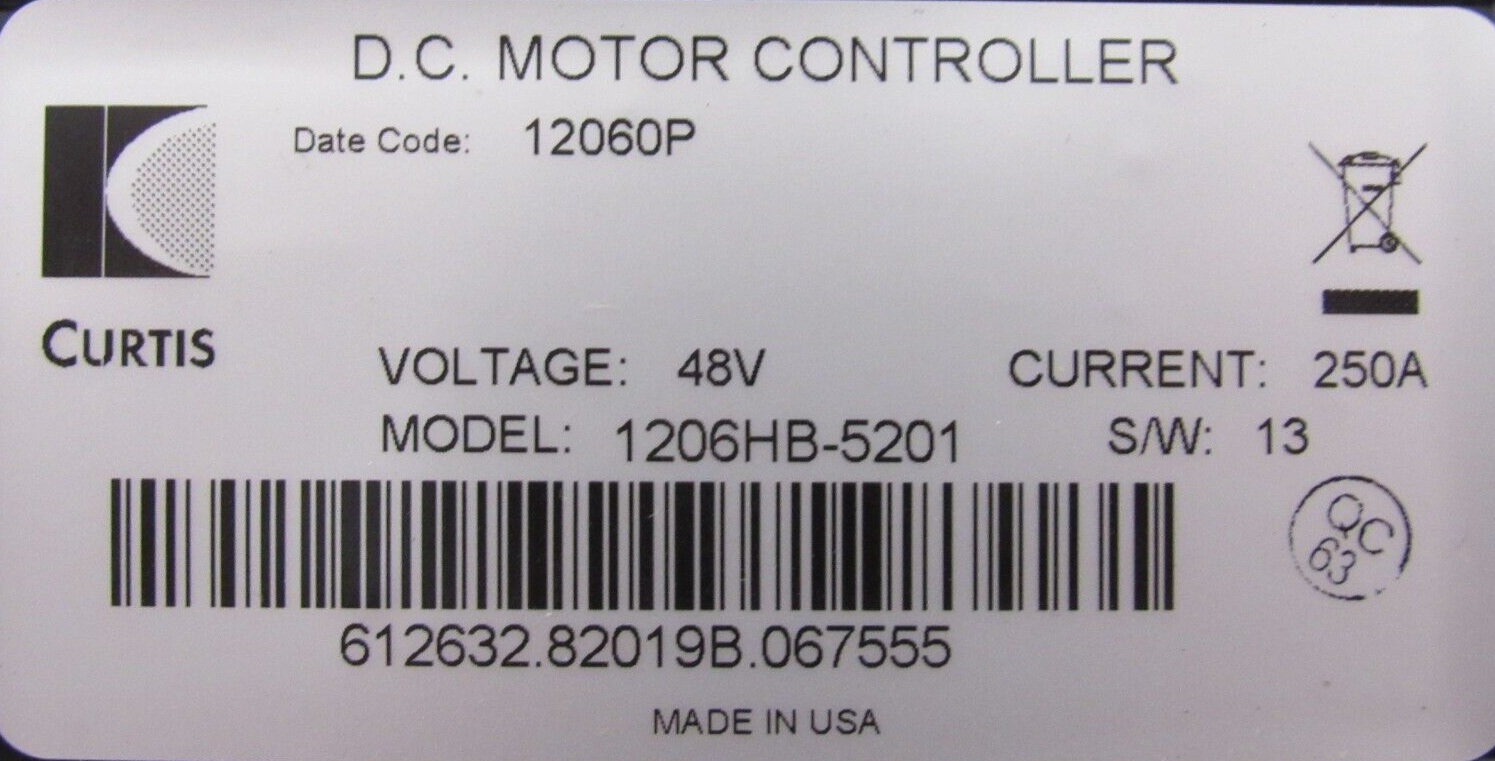 D.C. MOTOR CONTROLLER
Date Code: 12060P
CURTIS
VOLTAGE: 48V CURRENT: 250A
MODEL: 1206HB-5201 S/W: 13
QC
63
612632.82019B.067555
MADE IN USA